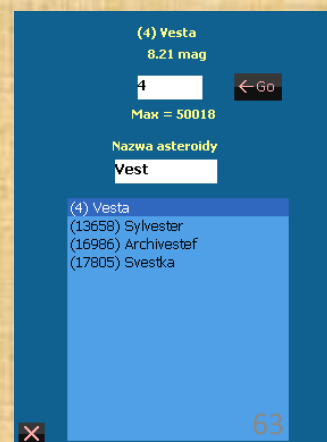 (4) Vesta
8.21 mag
4
Go
Max = 50018
Nazwa asteroidy
Vest
(4) Vesta
(13658) Sylvester
(16986) Archivestef
(17805) Svestka
63